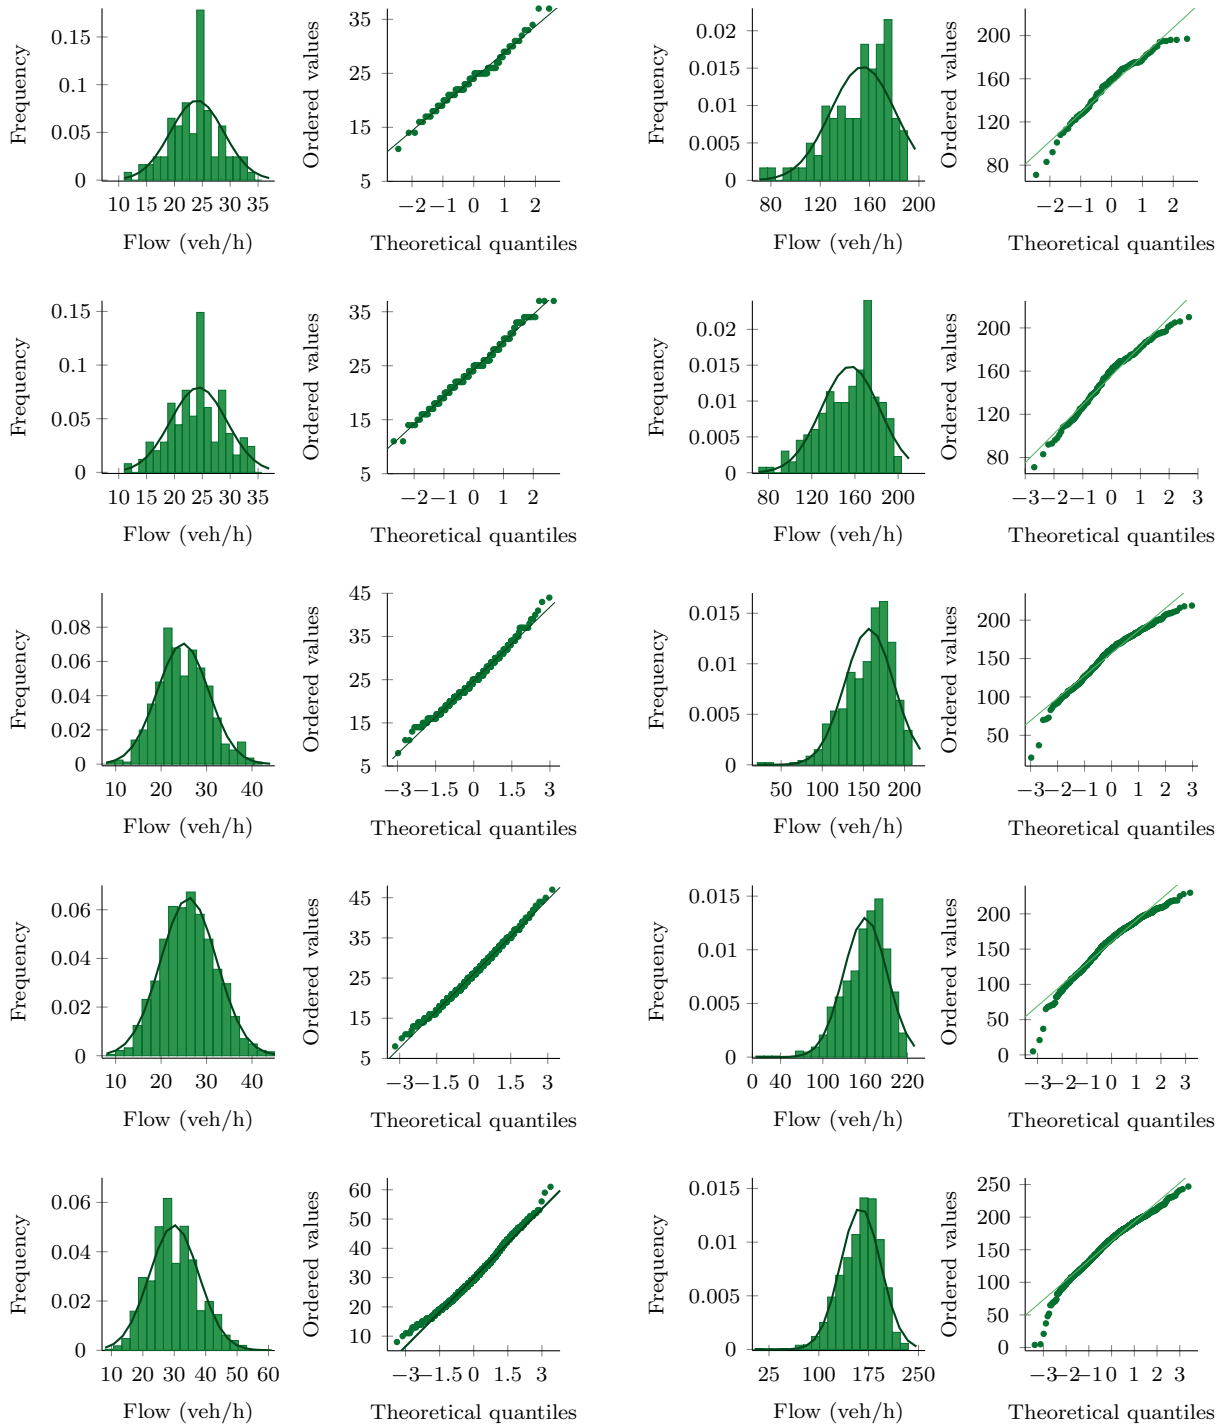 0 0.05 0.1 0.15
10 15 20 25 30 35
Frequency
Flow (veh/h)
5 15 25 35
−2 −1 0 1 2
Ordered values
Theoretical quantiles
0 0.005 0.01 0.015 0.02
80 120 160 200
Frequency
Flow (veh/h)
80 120 160 200
−2 −1 0 1 2
Ordered values
Theoretical quantiles
0 0.05 0.1 0.15
10 15 20 25 30 35
Frequency
Flow (veh/h)
5 15 25 35
−2 −1 0 1 2
Ordered values
Theoretical quantiles
0 0.005 0.01 0.015 0.02
80 120 160 200
Frequency
Flow (veh/h)
80 120 160 200
−3 −2 −1 0 1 2 3
Ordered values
Theoretical quantiles
0 0.02 0.04 0.06 0.08
10 20 30 40
Frequency
Flow (veh/h)
5 15 25 35 45
−3 −1.5 0 1.5 3
Ordered values
Theoretical quantiles
0 0.005 0.01 0.015
50 100 150 200
Frequency
Flow (veh/h)
50 100 150 200
−3 −2 −1 0 1 2 3
Ordered values
Theoretical quantiles
0 0.02 0.04 0.06
10 20 30 40
Frequency
Flow (veh/h)
5 15 25 35 45
−3 −1.5 0 1.5 3
Ordered values
Theoretical quantiles
0 0.005 0.01 0.015
0 40 100 160 220
Frequency
Flow (veh/h)
0 50 100 150 200
−3 −2 −1 0 1 2 3
Ordered values
Theoretical quantiles
0 0.02 0.04 0.06
10 20 30 40 50 60
Frequency
Flow (veh/h)
10 20 30 40 50 60
−3 −1.5 0 1.5 3
Ordered values
Theoretical quantiles
0 0.005 0.01 0.015
25 100 175 250
Frequency
Flow (veh/h)
0 50 100 150 200 250
−3 −2 −1 0 1 2 3
Ordered values
Theoretical quantiles